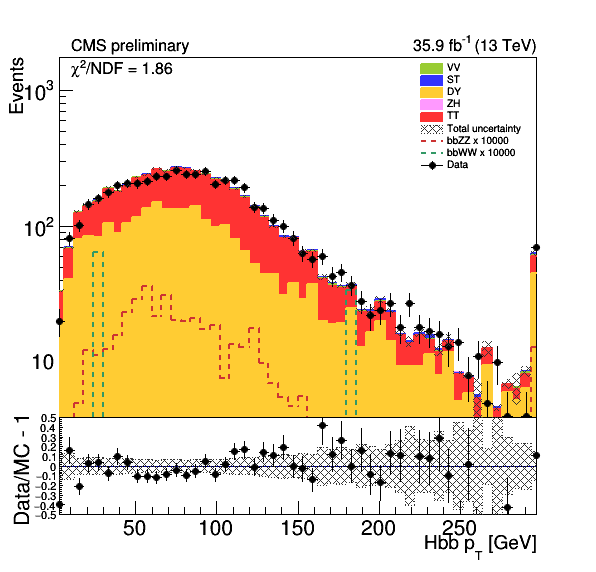 CMS preliminary
35.9 fb-1 (13 TeV)
χ2/NDF = 1.86
Events
103
102
10
VV
ST
DY
ZH
TT
Total uncertainty
bbZZ x 10000
bbWW x 10000
Data
Data/MC - 1
0.5
0.4
0.3
0.2
0.1
0
-0.1
-0.2
-0.3
-0.4
-0.5
50
100
150
200
250
Hbb pT [GeV]